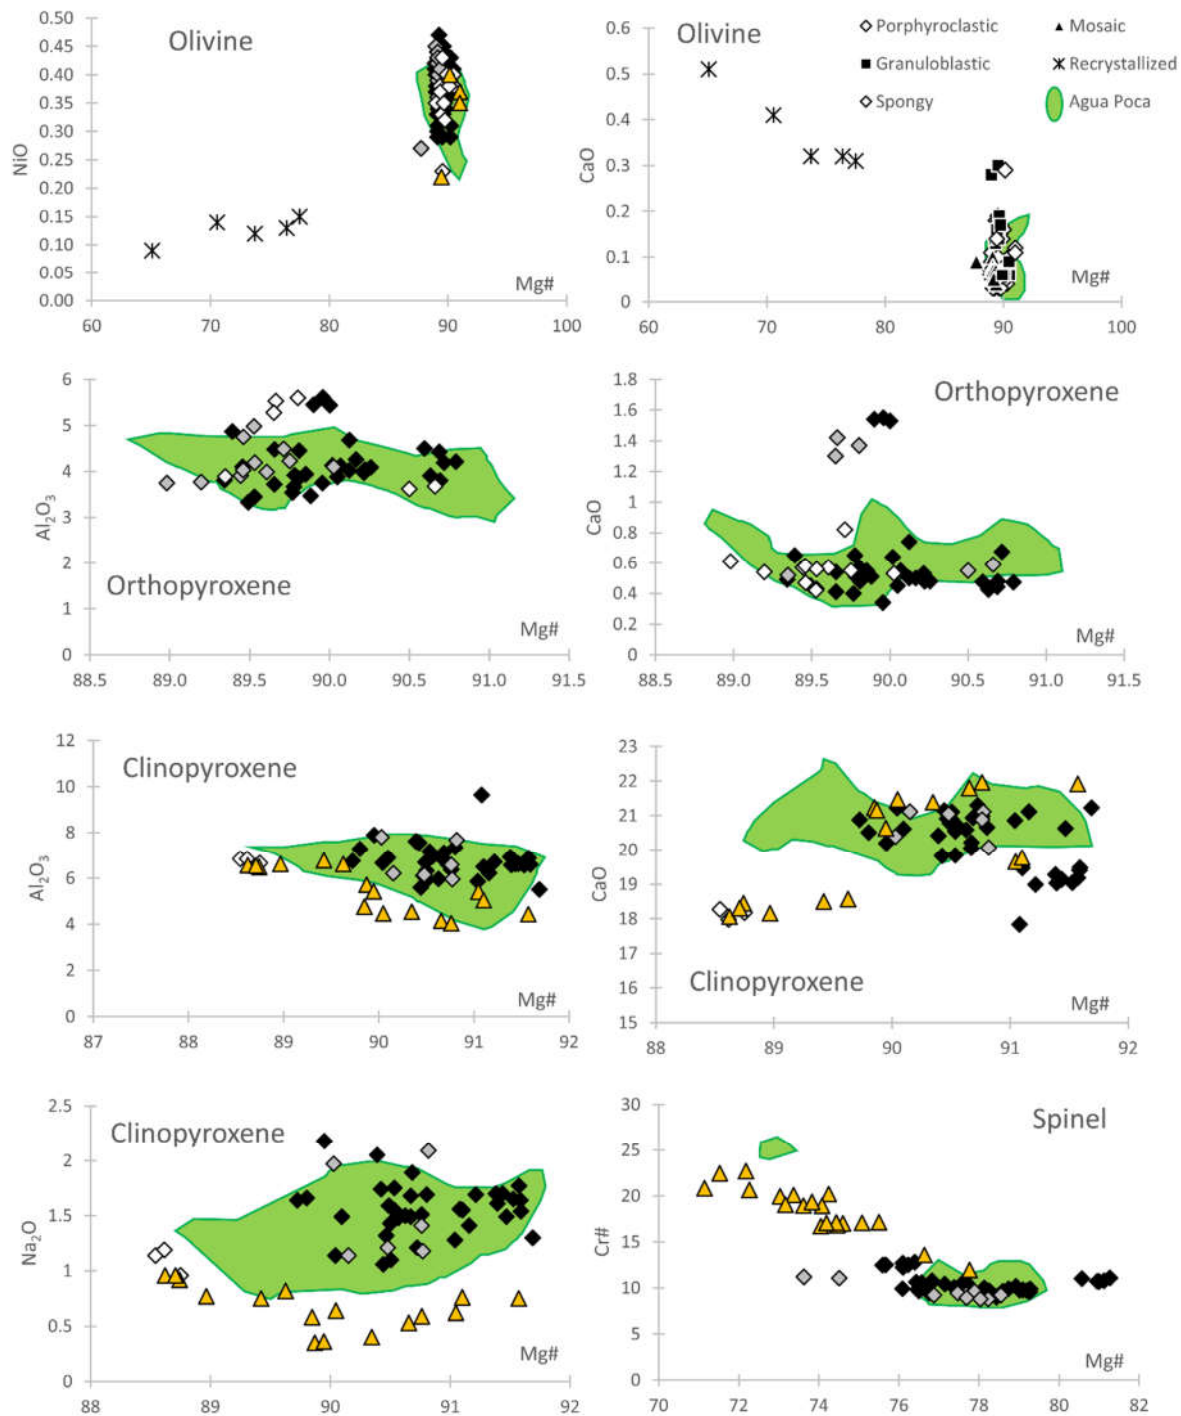 Olivine
NiO
0.50
0.45
0.40
0.35
0.30
0.25
0.20
0.15
0.10
0.05
0.00
Mg#
60 70 80 90 100
Olivine
CaO
0.6
0.5
0.4
0.3
0.2
0.1
0
Mg#
60 70 80 90 100
Porphyroclastic Mosaic
Granuloblastic Recrystallized
Spongy Agua Poca
Orthopyroxene
Al2O3
6
5
4
3
2
1
0
Mg#
88.5 89.0 89.5 90.0 90.5 91.0 91.5
Orthopyroxene
CaO
1.8
1.6
1.4
1.2
1
0.8
0.6
0.4
0.2
0
Mg#
88.5 89.0 89.5 90.0 90.5 91.0 91.5
Clinopyroxene
Al2O3
12
10
8
6
4
2
0
Mg#
87 88 89 90 91 92
Clinopyroxene
CaO
23
22
21
20
19
18
17
16
15
Mg#
88 89 90 91 92
Clinopyroxene
Na2O
2.5
2
1.5
1
0.5
0
Mg#
88 89 90 91 92
Spinel
Cr#
30
25
20
15
10
5
0
Mg#
70 72 74 76 78 80 82